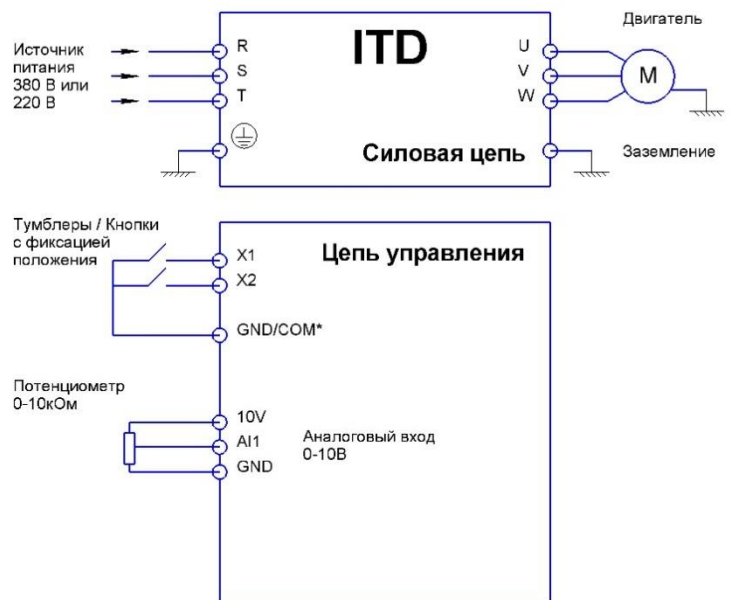 Источник
питания
380 В или
220 В
R
S
T
ITD
Силовая цепь
U
V
W
Двигатель
M
Заземление
Тумблеры / Кнопки
с фиксацией
положения
X1
X2
GND/COM*
Цепь управления
Потенциометр
0-10кОм
10V
AI1
GND
Аналоговый вход
0-10В